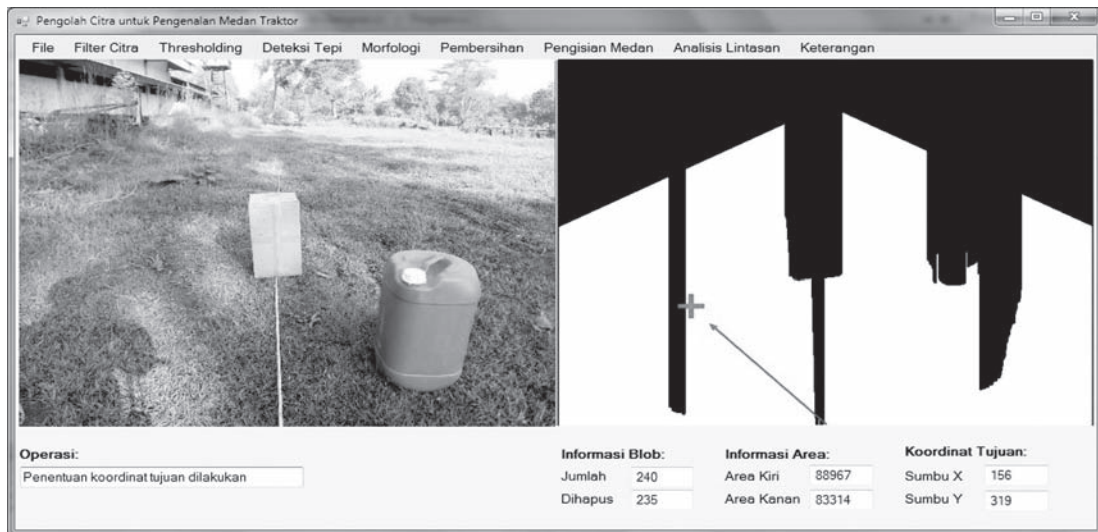 Pengolah Citra untuk Pengenalan Medan Traktor
File Filter Citra Thresholding Deteksi Tepi Morfologi Pembersihan Pengisian Medan Analisis Lintasan Keterangan
Operasi:
Penentuan koordinat tujuan dilakukan
Informasi Blob:
Jumlah 240
Dihapus 235
Informasi Area:
Area Kiri 88967
Area Kanan 83314
Koordinat Tujuan:
Sumbu X 156
Sumbu Y 319